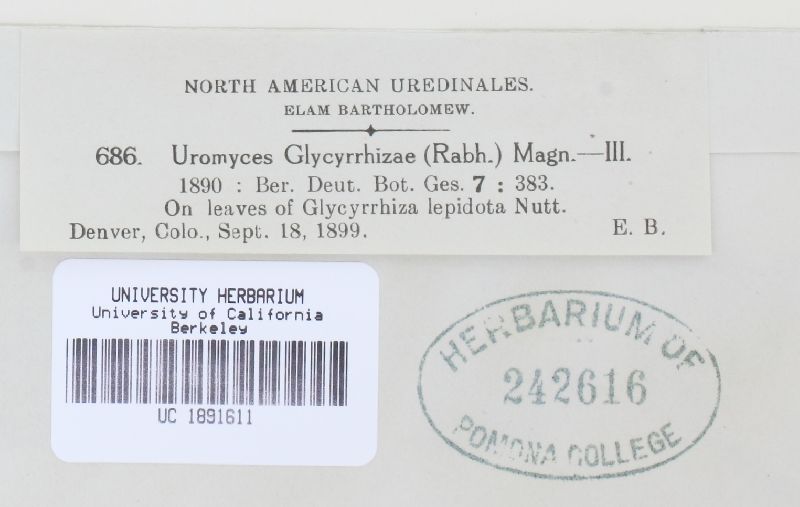 NORTH AMERICAN UREDINALES.
ELAM BARTHOLOMEW.
686. Uromyces Glycyrrhizae (Rabh.) Magn.—III.
1890 : Ber. Deut. Bot. Ges. 7 : 383.
On leaves of Glycyrrhiza lepidota Nutt.
Denver, Colo., Sept. 18, 1899. E. B.
UNIVERSITY HERBARIUM
University of California
Berkeley
UC 1891611
HERBARIUM OF
242616
POMONA COLLEGE